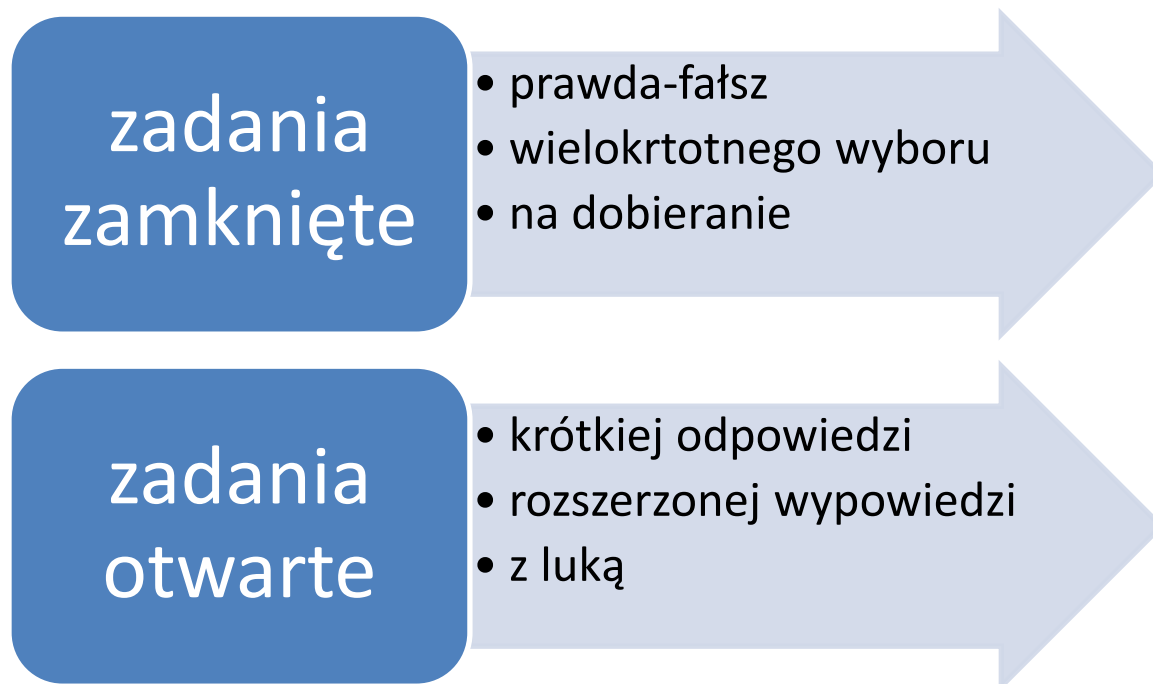 zadania
zamknięte
• prawda-fałsz
• wielokrtotnego wyboru
• na dobieranie
zadania
otwarte
• krótkiej odpowiedzi
• rozszerzonej wypowiedzi
• z luką